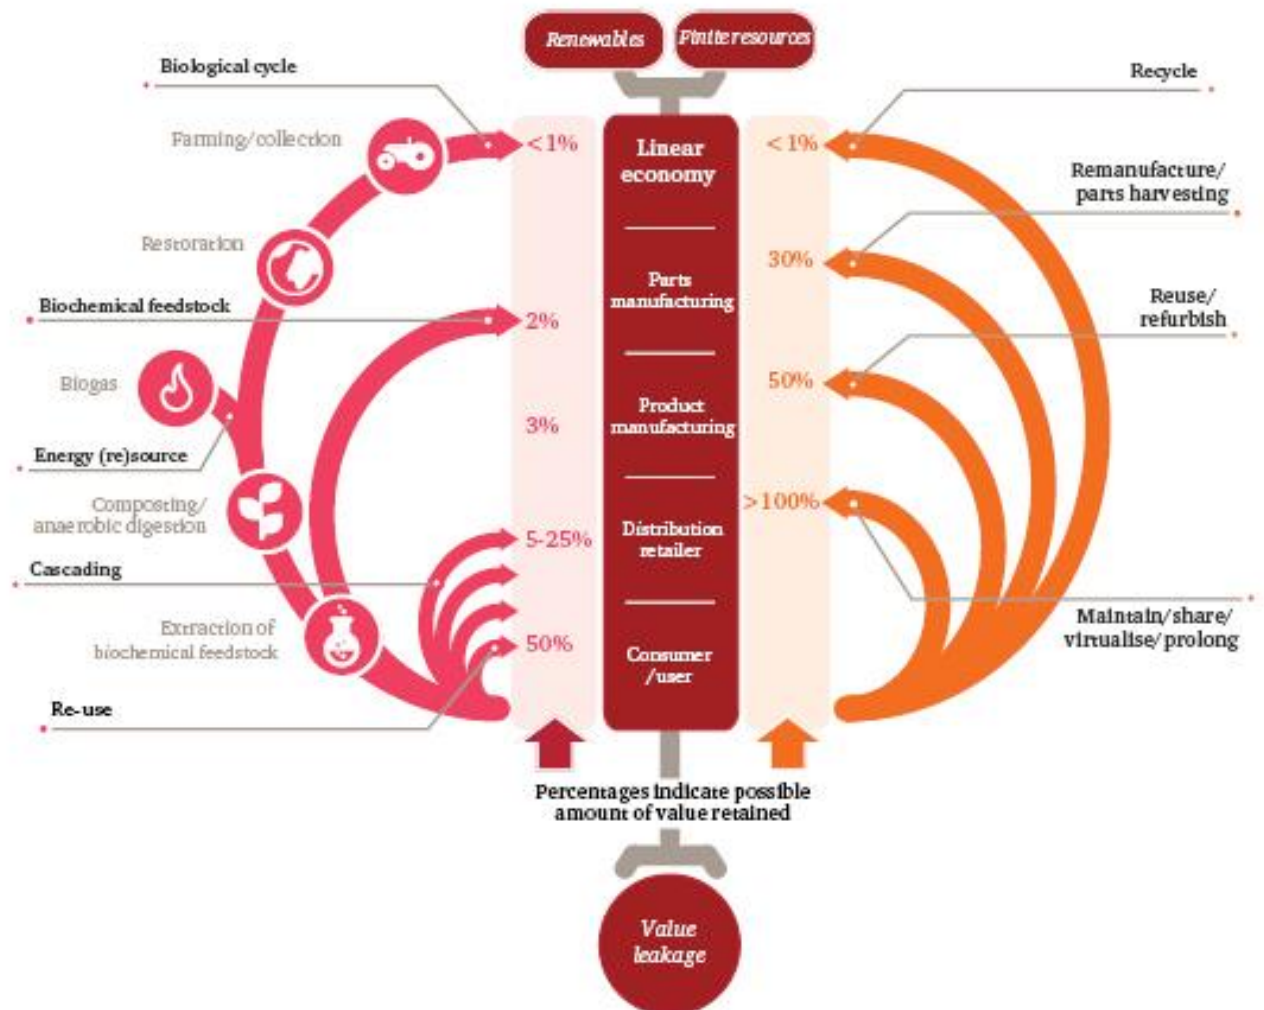 Renewables
Finite resources
Biological cycle
Recycle
Farming/collection
<1%
Linear
economy
<1%
Remanufacture/
parts harvesting
Restoration
30%
Parts
manufacturing
Biochemical feedstock
2%
Reuse/
refurbish
Biogas
50%
3%
Product
manufacturing
Energy (re)source
Composting/
anaerobic digestion
>100%
5-25%
Distribution
retailer
Cascading
Extraction of
biochemical feedstock
50%
Consumer
/user
Maintain/share/
virtualise/prolong
Re-use
Percentages indicate possible
amount of value retained
Value
leakage